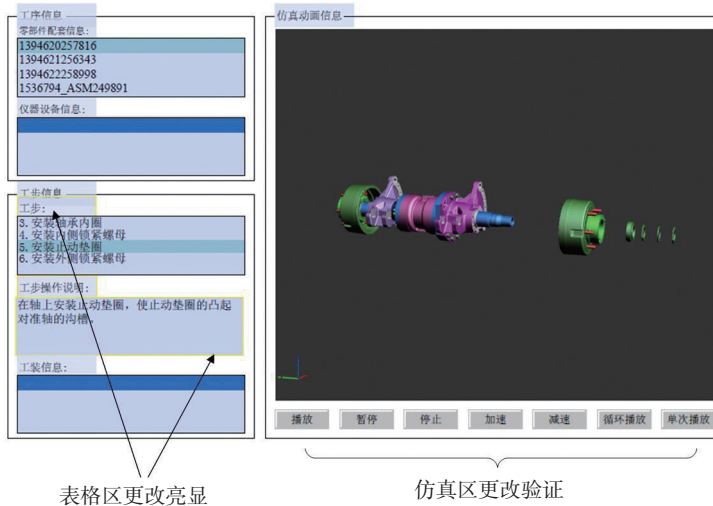 工序信息
零部件配套信息:
1394620257816
1394621256343
1394622258998
1536794_ASM249891
仪器设备信息:
工步信息
工步:
3. 安装轴承内圈
4. 安装内侧锁紧螺母
5. 安装止动垫圈
6. 安装外侧锁紧螺母
工步操作说明:
在轴上安装止动垫圈，使止动垫圈的凸起
对准轴的沟槽。
工装信息:
仿真动画信息
播放 暂停 停止 加速 减速 循环播放 单次播放
表格区更改亮显
仿真区更改验证